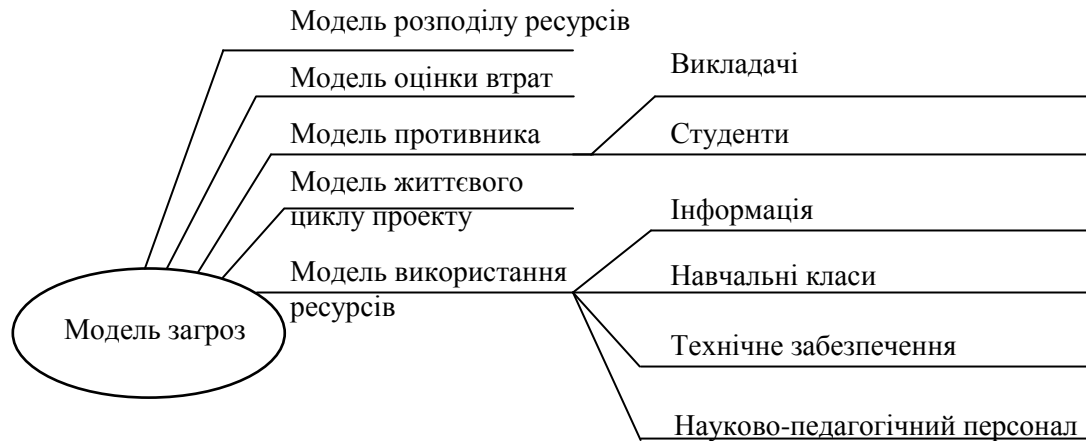 Модель розподілу ресурсів
Модель оцінки втрат
Модель противника
Модель життєвого
циклу проекту
Модель використання
ресурсів
Модель загроз
Викладачі
Студенти
Інформація
Навчальні класи
Технічне забезпечення
Науково-педагогічний персонал